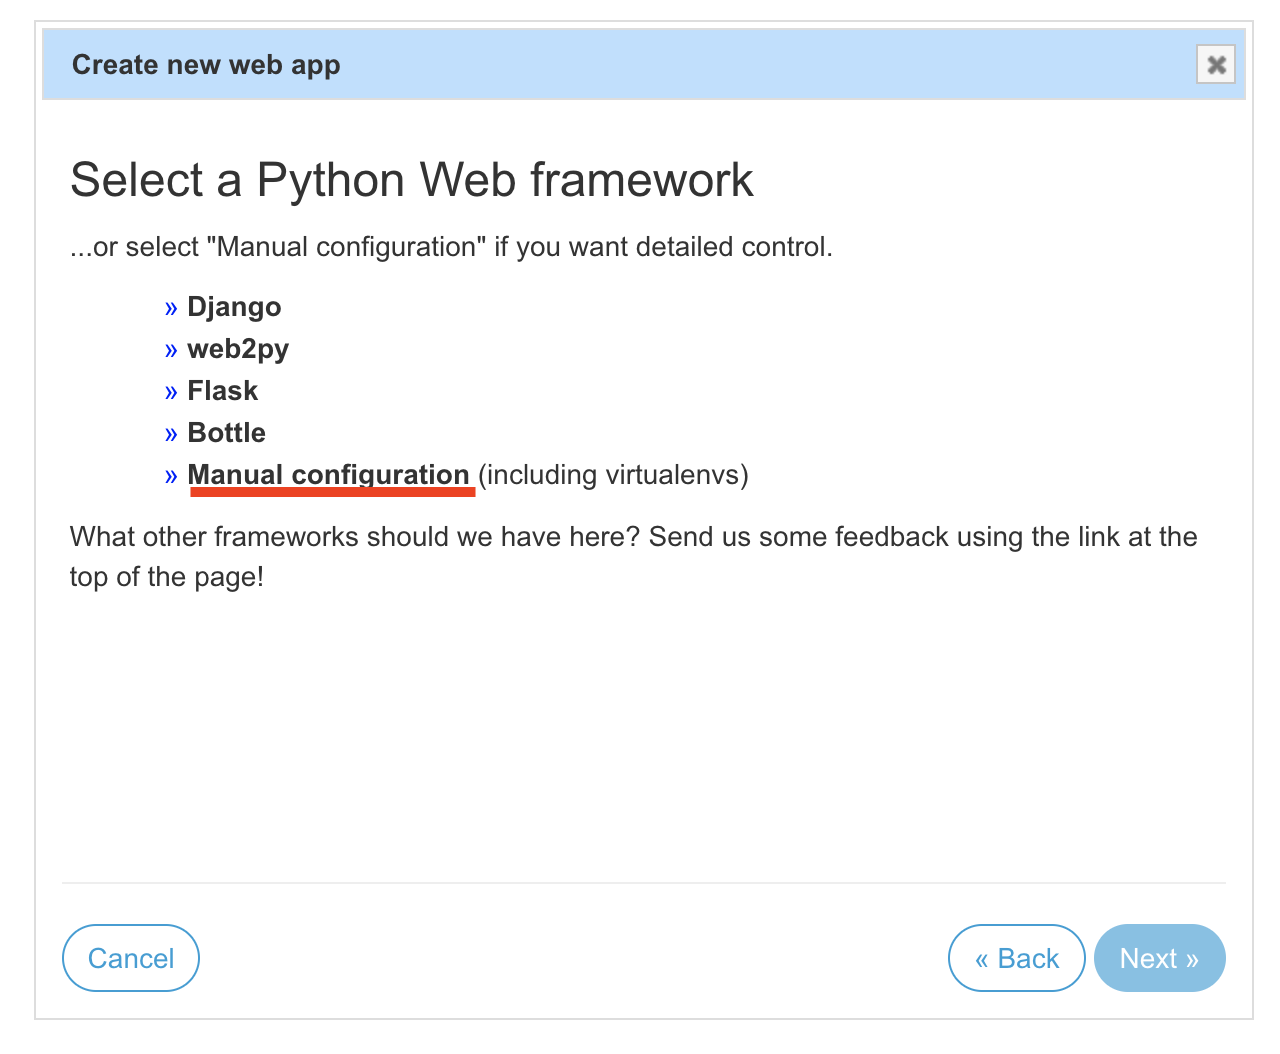 Create new web app
Select a Python Web framework
...or select "Manual configuration" if you want detailed control.
» Django
» web2py
» Flask
» Bottle
» Manual configuration (including virtualenvs)
What other frameworks should we have here? Send us some feedback using the link at the
top of the page!
Cancel
« Back
Next »